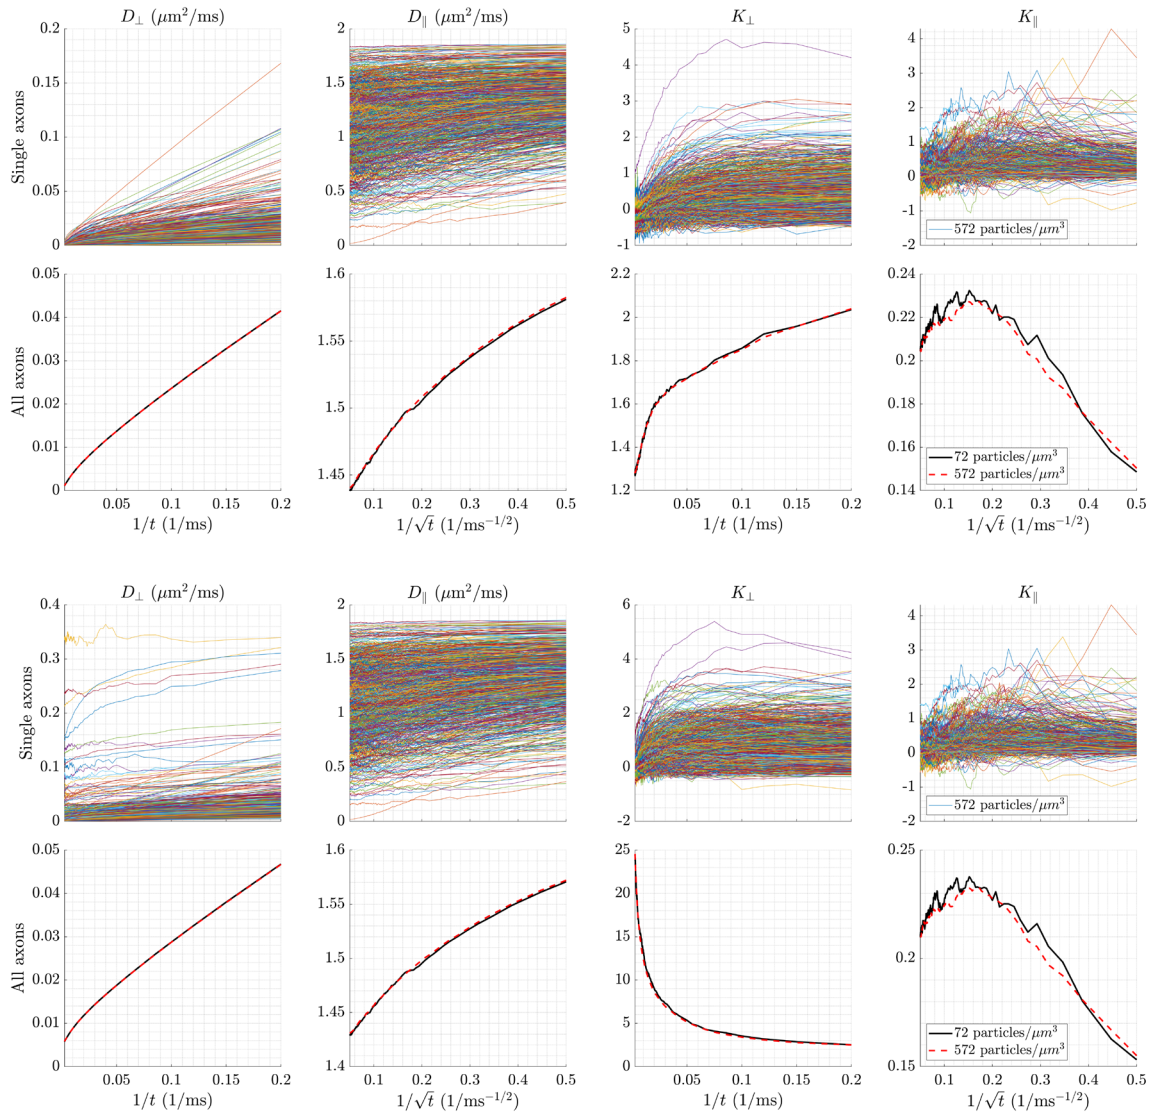 D⊥ (μm²/ms) D∥ (μm²/ms) K⊥ K∥
Single axons
0.2 0.15 0.1 0.05 0
2 1.5 1 0.5 0
5 4 3 2 1 0 -1
4 3 2 1 0 -1 -2
572 particles/μm³
All axons
0.05 0.04 0.03 0.02 0.01 0
1.6 1.55 1.5 1.45
2.2 2 1.8 1.6 1.4 1.2
0.24 0.22 0.2 0.18 0.16 0.14
72 particles/μm³
572 particles/μm³
0.05 0.1 0.15 0.2
0.1 0.2 0.3 0.4 0.5
0.05 0.1 0.15 0.2
0.1 0.2 0.3 0.4 0.5
1/t (1/ms) 1/√t (1/ms⁻¹/²) 1/t (1/ms) 1/√t (1/ms⁻¹/²)
D⊥ (μm²/ms) D∥ (μm²/ms) K⊥ K∥
Single axons
0.4 0.3 0.2 0.1 0
2 1.5 1 0.5 0
6 4 2 0 -2
4 3 2 1 0 -1 -2
572 particles/μm³
All axons
0.05 0.04 0.03 0.02 0.01 0
1.6 1.55 1.5 1.45 1.4
25 20 15 10 5 0
0.25 0.2 0.15
72 particles/μm³
572 particles/μm³
0.05 0.1 0.15 0.2
0.1 0.2 0.3 0.4 0.5
0.05 0.1 0.15 0.2
0.1 0.2 0.3 0.4 0.5
1/t (1/ms) 1/√t (1/ms⁻¹/²) 1/t (1/ms) 1/√t (1/ms⁻¹/²)